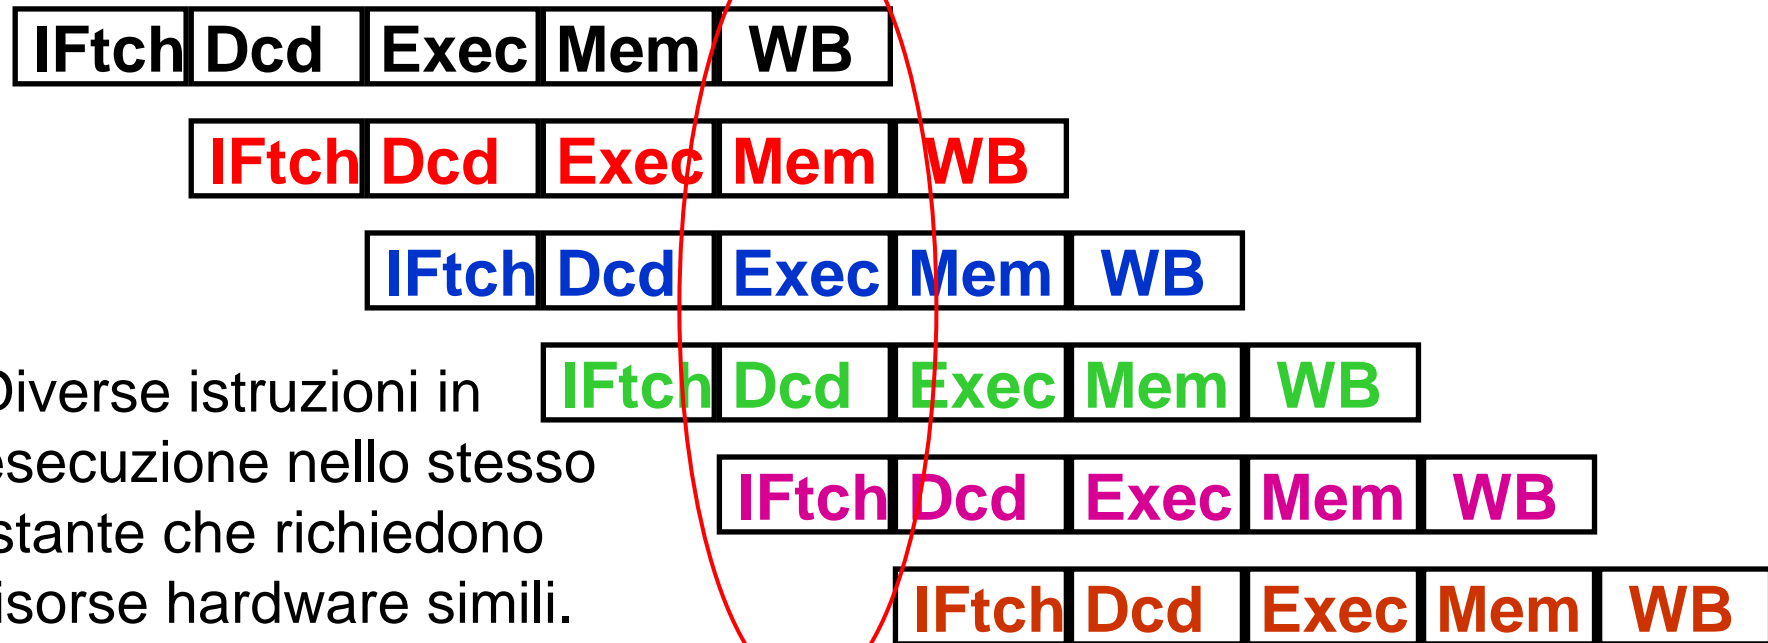 IFtch Dcd Exec Mem WB
IFtch Dcd Exec Mem WB
IFtch Dcd Exec Mem WB
IFtch Dcd Exec Mem WB
Diverse istruzioni in
esecuzione nello stesso
stante che richiedono
isorse hardware simili.
IFtch Dcd Exec Mem WB
IFtch Dcd Exec Mem WB